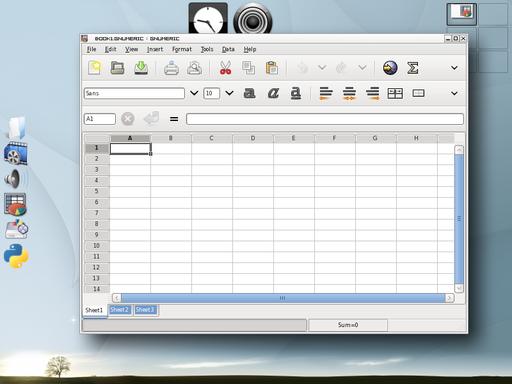 BOOK1.GNUMERIC : GNUMERIC
File Edit View Insert Format Tools Data Help
Sans 10 a a a
A1 =
A B C D E F G H
1
2
3
4
5
6
7
8
9
10
11
12
13
14
Sheet1 Sheet2 Sheet3
Sum=0